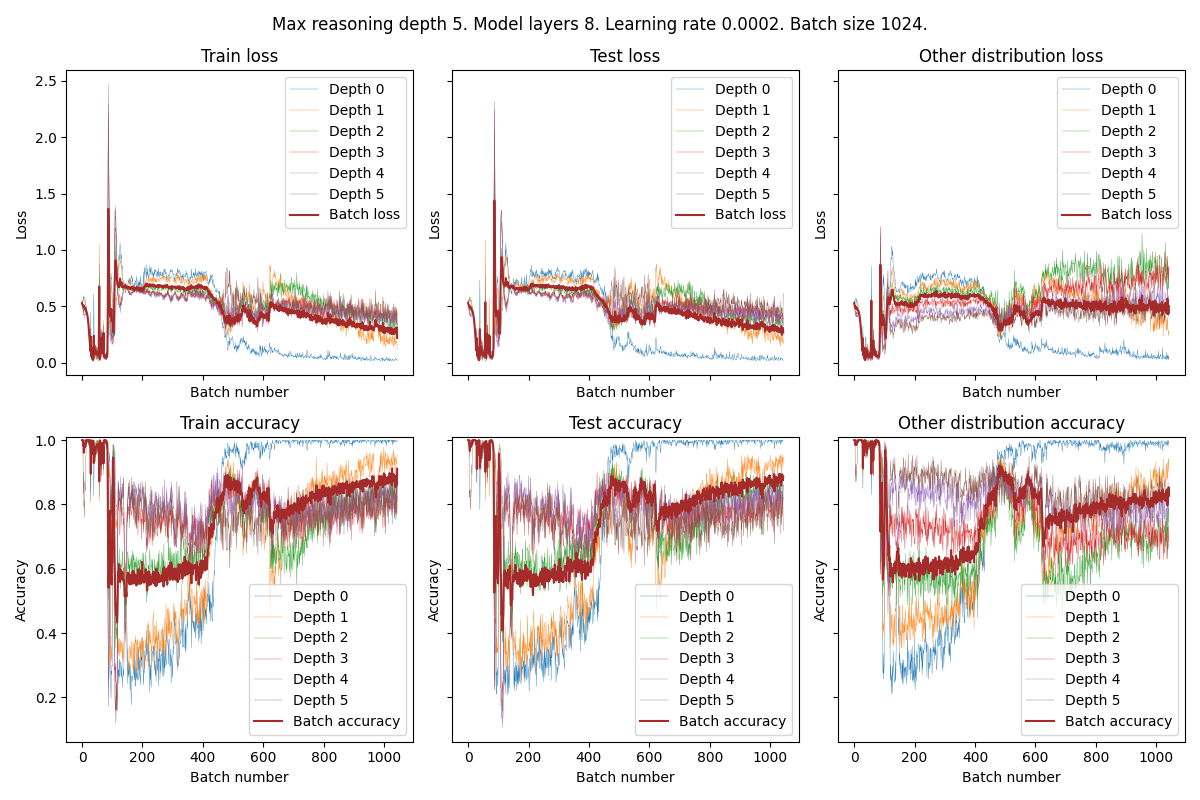 Max reasoning depth 5. Model layers 8. Learning rate 0.0002. Batch size 1024.
Train loss
Loss
2.5
2.0
1.5
1.0
0.5
0.0
Depth 0
Depth 1
Depth 2
Depth 3
Depth 4
Depth 5
Batch loss
Batch number
Test loss
Loss
Depth 0
Depth 1
Depth 2
Depth 3
Depth 4
Depth 5
Batch loss
Batch number
Other distribution loss
Loss
Depth 0
Depth 1
Depth 2
Depth 3
Depth 4
Depth 5
Batch loss
Batch number
Train accuracy
Accuracy
1.0
0.8
0.6
0.4
0.2
Depth 0
Depth 1
Depth 2
Depth 3
Depth 4
Depth 5
Batch accuracy
0 200 400 600 800 1000
Batch number
Test accuracy
Accuracy
Depth 0
Depth 1
Depth 2
Depth 3
Depth 4
Depth 5
Batch accuracy
0 200 400 600 800 1000
Batch number
Other distribution accuracy
Accuracy
Depth 0
Depth 1
Depth 2
Depth 3
Depth 4
Depth 5
Batch accuracy
0 200 400 600 800 1000
Batch number